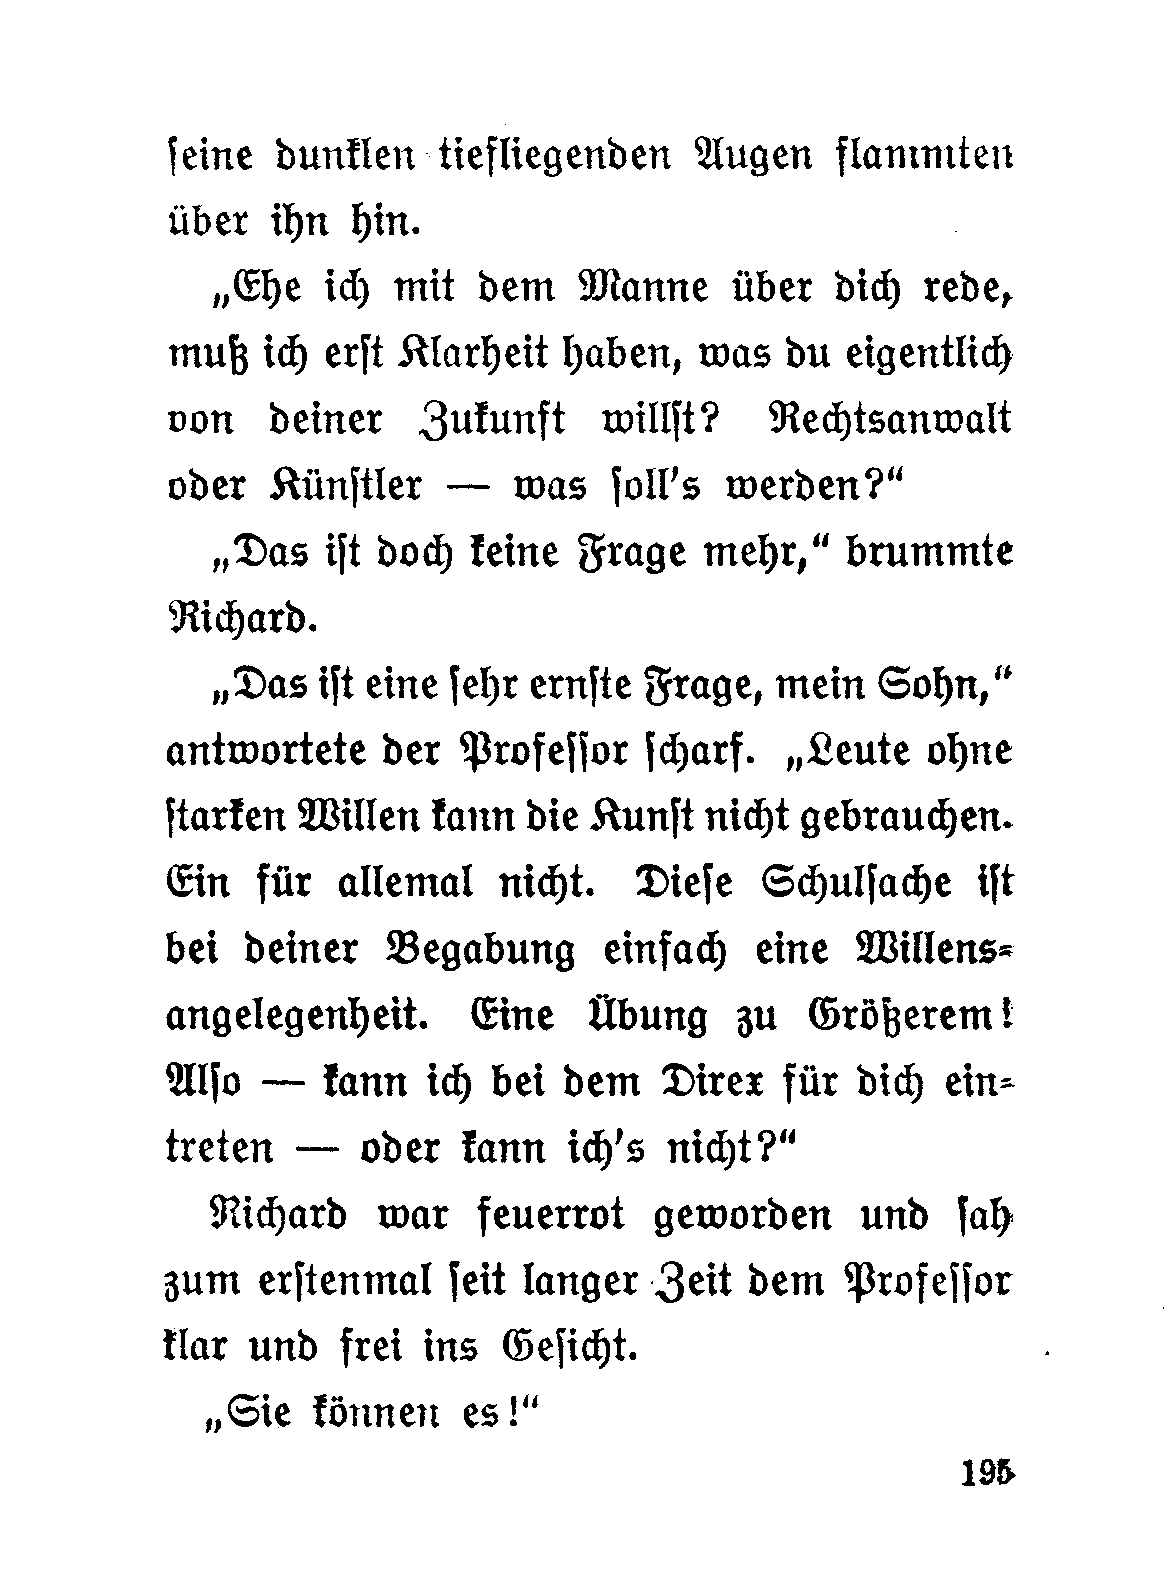 ſeine dunklen tiefliegenden Augen flammten
über ihn hin.
„Ehe ich mit dem Manne über dich rede,
muß ich erſt Klarheit haben, was du eigentlich
von deiner Zukunft willſt? Rechtsanwalt
oder Künſtler — was ſoll's werden?“
„Das iſt doch keine Frage mehr,“ brummte
Richard.
„Das iſt eine ſehr ernſte Frage, mein Sohn,“
antwortete der Profeſſor ſcharf. „Leute ohne
ſtarken Willen kann die Kunſt nicht gebrauchen.
Ein für allemal nicht. Dieſe Schulſache iſt
bei deiner Begabung einfach eine Willens-
angelegenheit. Eine Übung zu Größerem!
Alſo — kann ich bei dem Direx für dich ein-
treten — oder kann ich's nicht?“
Richard war feuerrot geworden und ſah
zum erſtenmal ſeit langer Zeit dem Profeſſor
klar und frei ins Geſicht.
„Sie können es!“
195